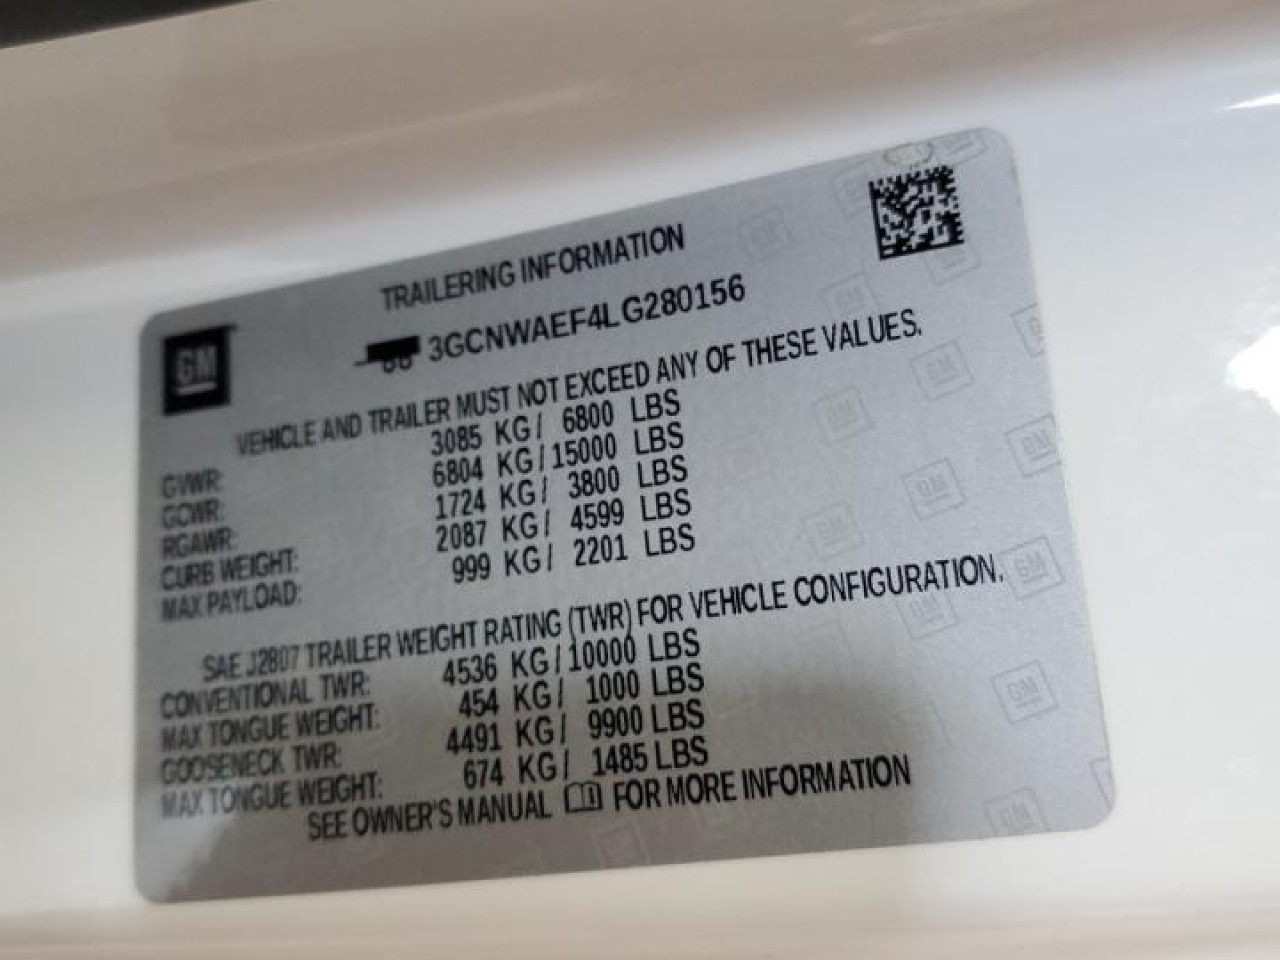 TRAILERING INFORMATION
3GCNWAEF4LG280156
GM
VEHICLE AND TRAILER MUST NOT EXCEED ANY OF THESE VALUES.
GVWR: 3085 KG/ 6800 LBS
GCWR: 6804 KG/15000 LBS
RGAWR: 1724 KG/ 3800 LBS
CURB WEIGHT: 2087 KG/ 4599 LBS
MAX PAYLOAD: 999 KG/ 2201 LBS
SAE J2807 TRAILER WEIGHT RATING (TWR) FOR VEHICLE CONFIGURATION.
CONVENTIONAL TWR: 4536 KG/10000 LBS
MAX TONGUE WEIGHT: 454 KG/ 1000 LBS
GOOSENECK TWR: 4491 KG/ 9900 LBS
MAX TONGUE WEIGHT: 674 KG/ 1485 LBS
SEE OWNER'S MANUAL FOR MORE INFORMATION